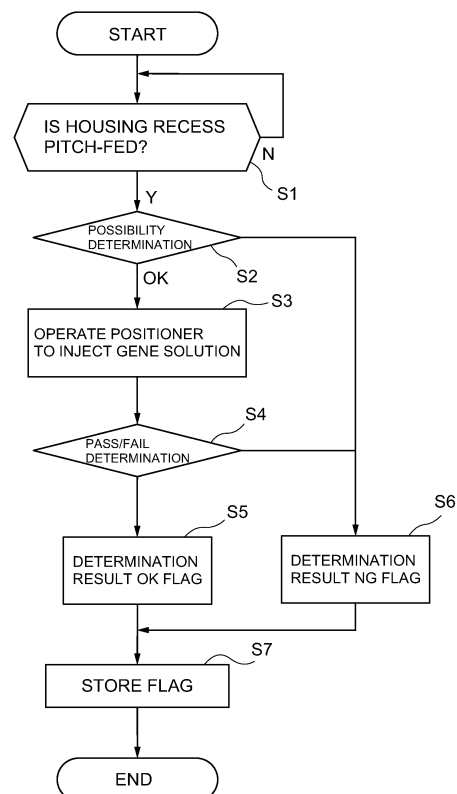 START
IS HOUSING RECESS
PITCH-FED?
N
S1
Y
POSSIBILITY
DETERMINATION
S2
OK
S3
OPERATE POSITIONER
TO INJECT GENE SOLUTION
S4
PASS/FAIL
DETERMINATION
S5
S6
DETERMINATION
RESULT OK FLAG
DETERMINATION
RESULT NG FLAG
S7
STORE FLAG
END